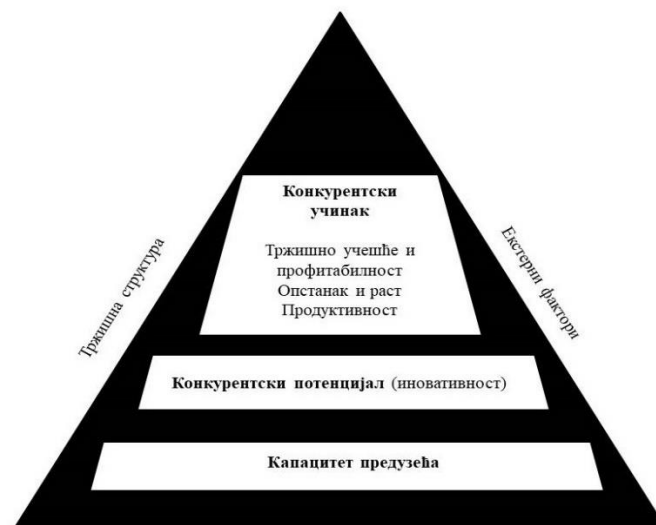 Конкурентски
учинак
Тржишно учешће и
профитабилност
Опстанак и раст
Продуктивност
Тржишна структура
Екстерни фактори
Конкурентски потенцијал (иновативност)
Капацитет предузећа